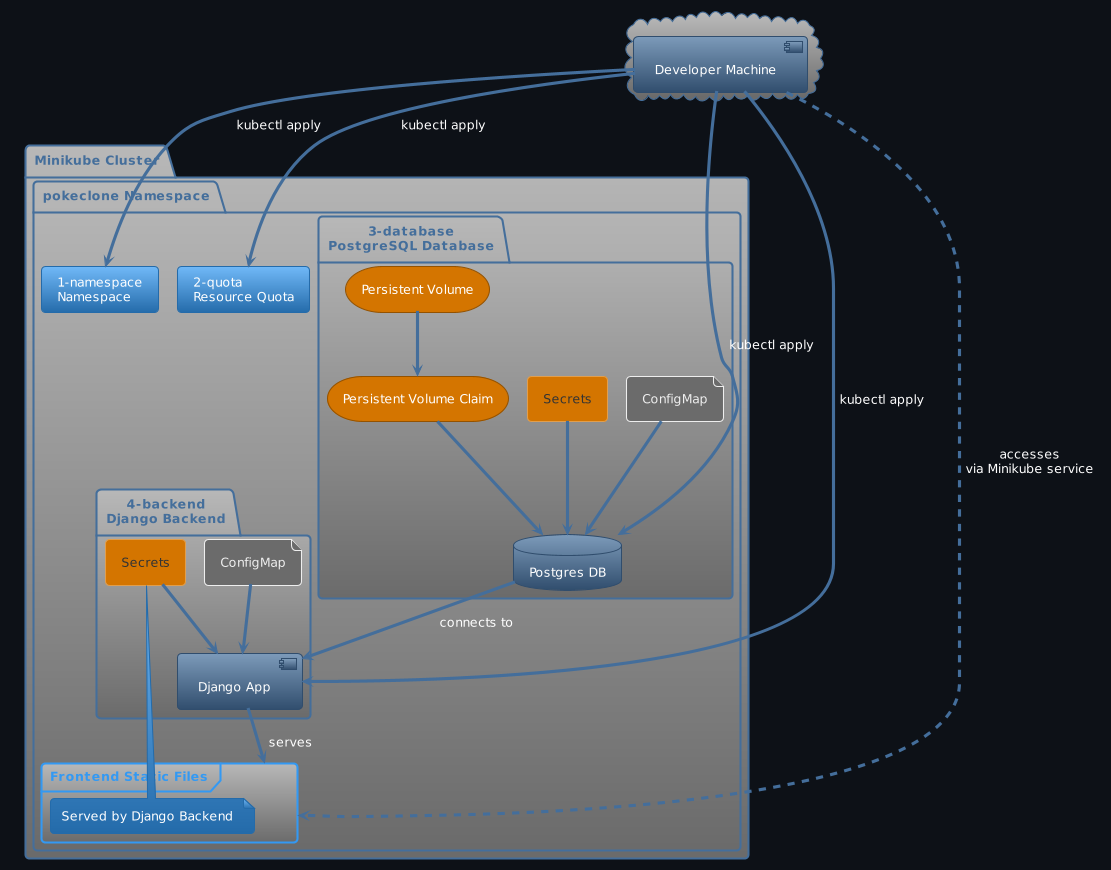 Developer Machine
kubectl apply
kubectl apply
Minikube Cluster
pokeclone Namespace
3-database
PostgreSQL Database
1-namespace
Namespace
2-quota
Resource Quota
Persistent Volume
kubectl apply
Persistent Volume Claim
Secrets
ConfigMap
kubectl apply
accesses
via Minikube service
4-backend
Django Backend
Secrets
ConfigMap
Postgres DB
connects to
Django App
serves
Frontend Static Files
Served by Django Backend